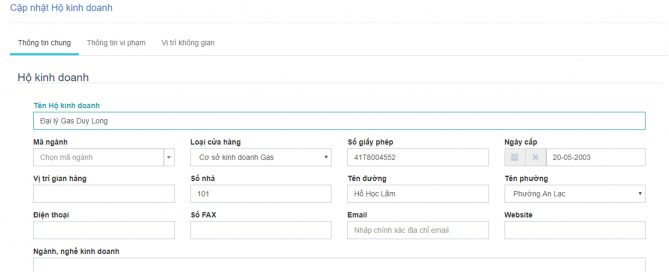 Cập nhật Hộ kinh doanh
Thông tin chung Thông tin vi phạm Vị trí không gian
Hộ kinh doanh
Tên Hộ kinh doanh
Đại lý Gas Duy Long
Mã ngành Loại cửa hàng Số giấy phép Ngày cấp
Chọn mã ngành Cơ sở kinh doanh Gas 41T8004552 20-05-2003
Vị trí gian hàng Số nhà Tên đường Tên phường
101 Hồ Học Lãm Phường An Lạc
Điện thoại Số FAX Email Website
Nhập chính xác địa chỉ email
Ngành, nghề kinh doanh